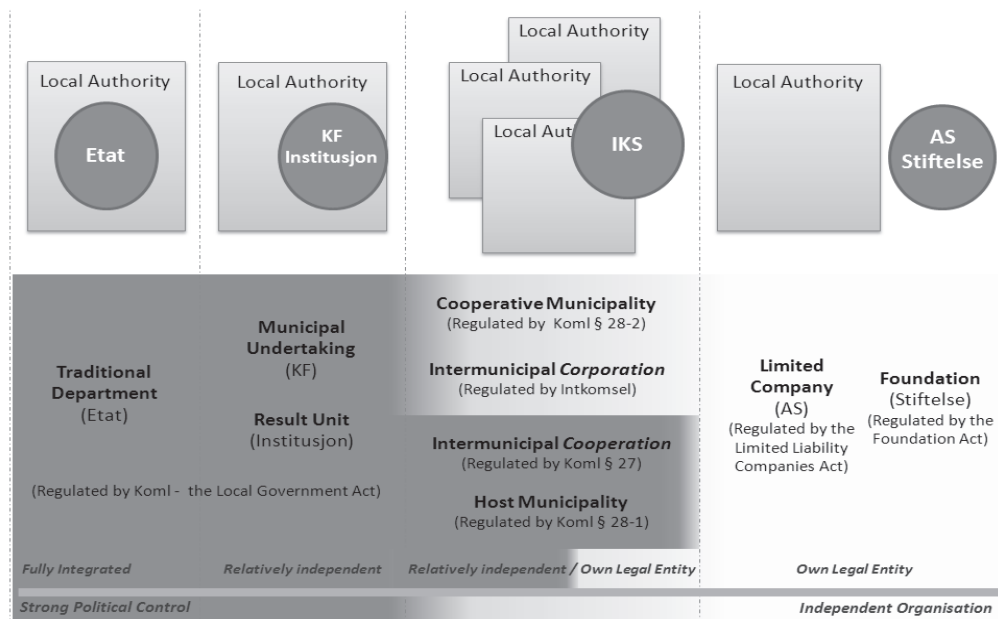 Local Authority
Etat
Local Authority
KF
Institusjon
Local Authority
Local Authority
Local Aut
IKS
Local Authority
AS
Stiftelse
Traditional
Department
(Etat)
Municipal
Undertaking
(KF)
Result Unit
(Institusjon)
(Regulated by Koml - the Local Government Act)
Cooperative Municipality
(Regulated by Koml § 28-2)
Intermunicipal Corporation
(Regulated by Intkomsel)
Intermunicipal Cooperation
(Regulated by Koml § 27)
Host Municipality
(Regulated by Koml § 28-1)
Limited
Company
(AS)
(Regulated by the
Limited Liability
Companies Act)
Foundation
(Stiftelse)
(Regulated by the
Foundation Act)
Fully Integrated
Relatively independent
Relatively independent / Own Legal Entity
Own Legal Entity
Strong Political Control
Independent Organisation